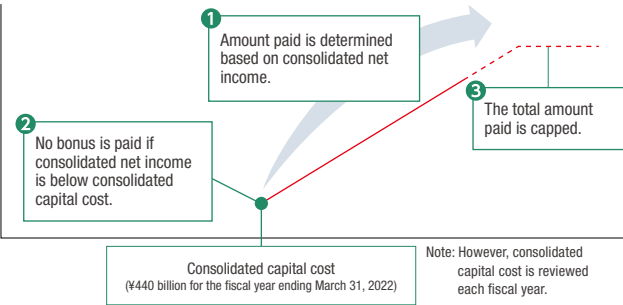 1
Amount paid is determined
based on consolidated net
income.
2
No bonus is paid if
consolidated net income
is below consolidated
capital cost.
3
The total amount
paid is capped.
Consolidated capital cost
(¥440 billion for the fiscal year ending March 31, 2022)
Note: However, consolidated
capital cost is reviewed
each fiscal year.